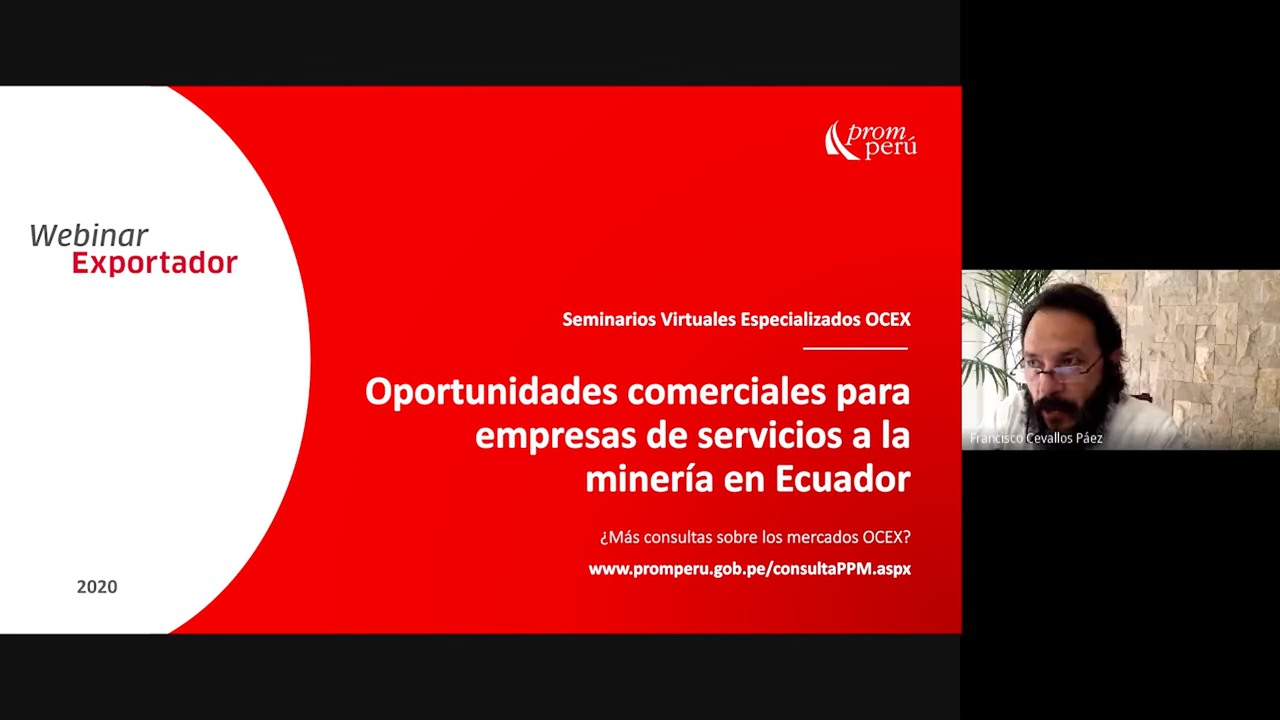 prom
perú
Webinar
Exportador
Seminarios Virtuales Especializados OCEX
Oportunidades comerciales para
empresas de servicios a la
minería en Ecuador
¿Más consultas sobre los mercados OCEX?
www.promperu.gob.pe/consultaPPM.aspx
2020
Francisco Cevallos Páez